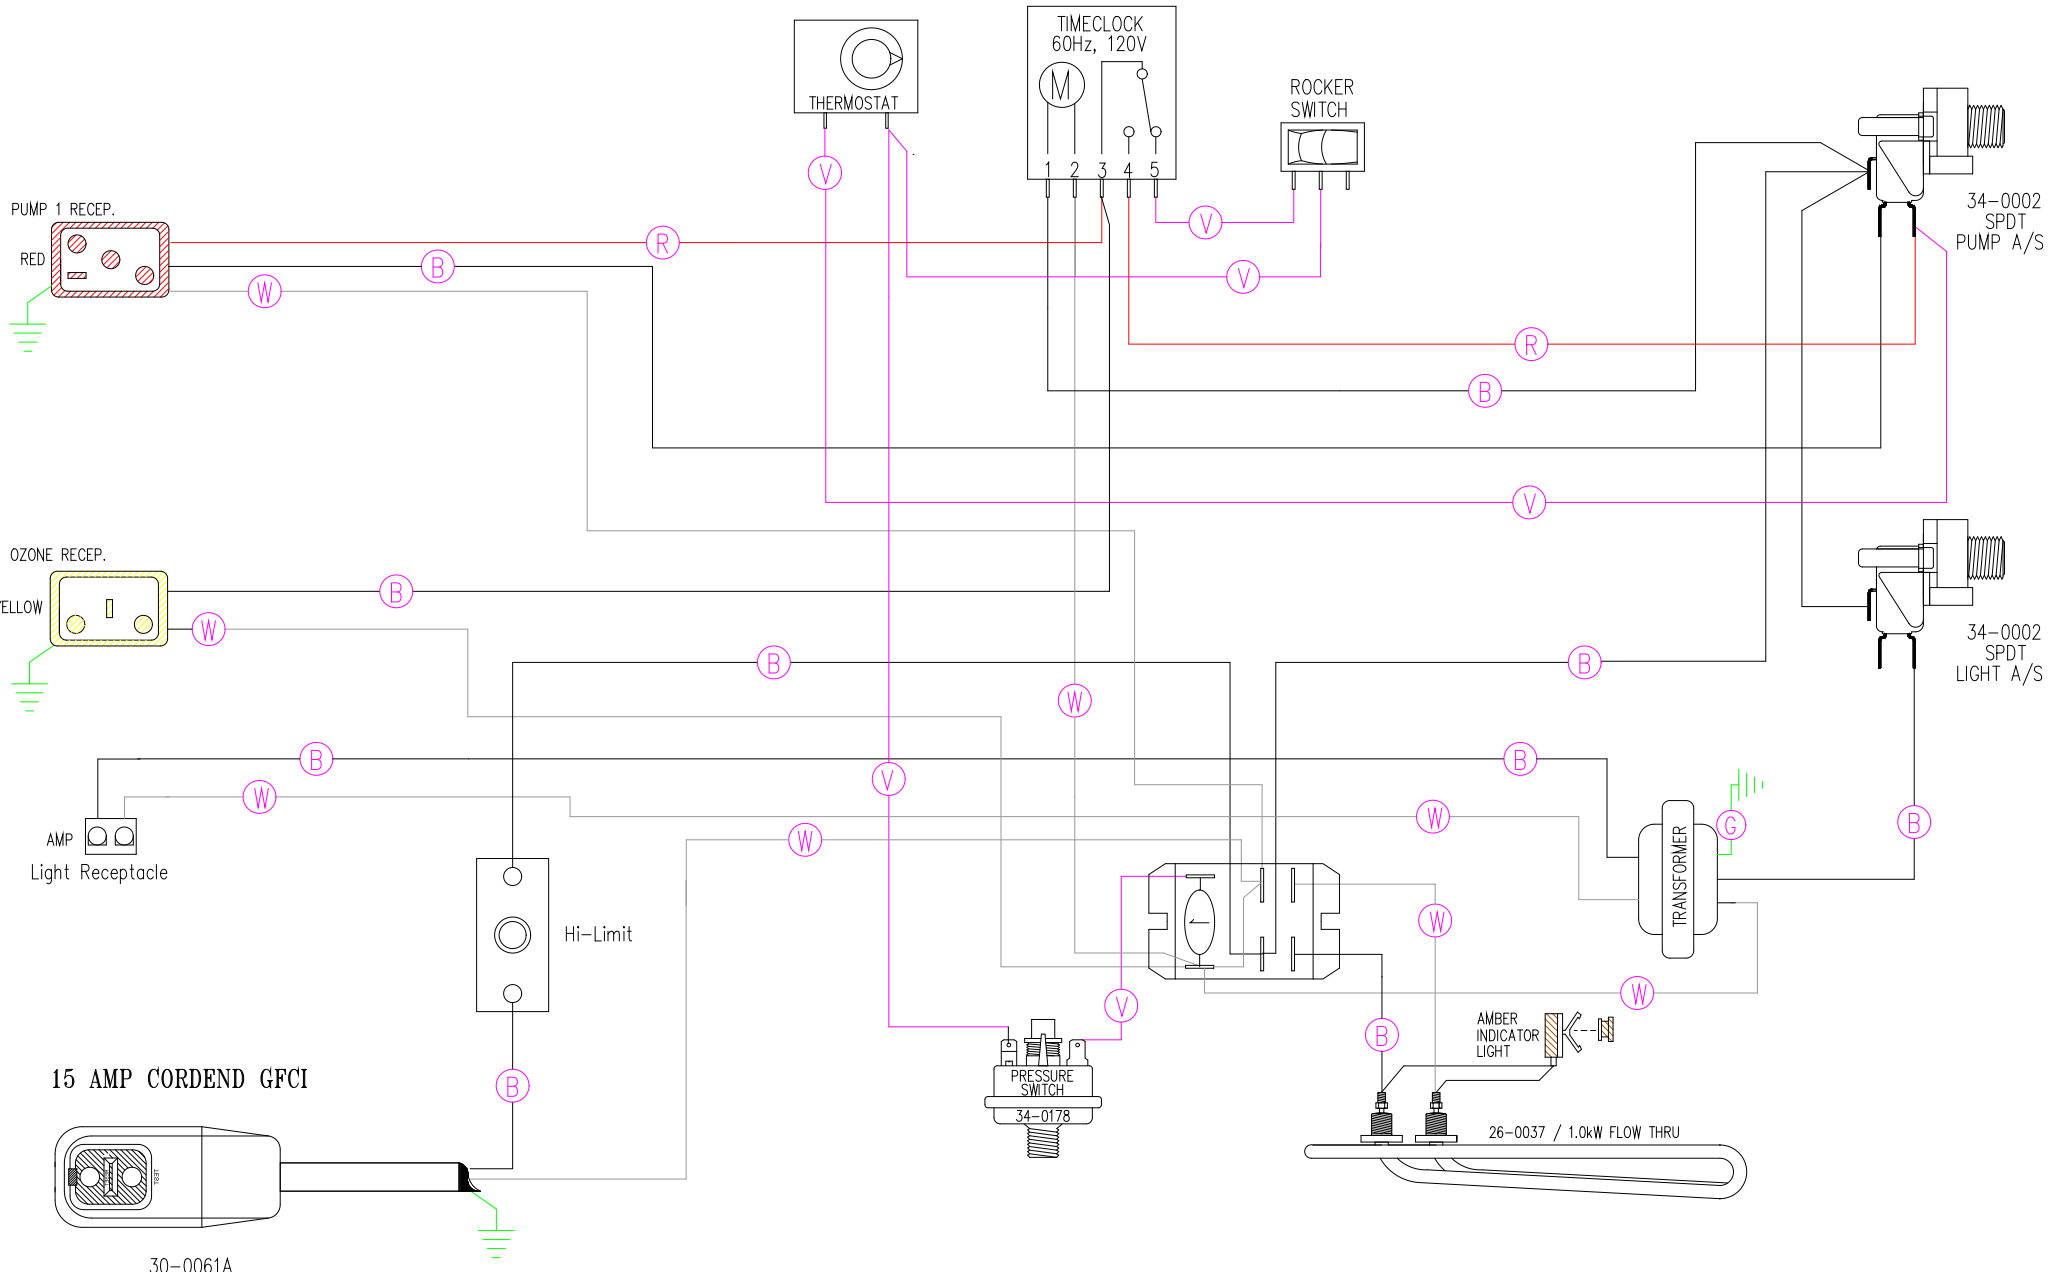 TIMECLOCK
60Hz, 120V
M
1 2 3 4 5
THERMOSTAT
ROCKER
SWITCH
V
V
V
34-0002
SPDT
PUMP A/S
PUMP 1 RECEP.
RED
R
B
W
R
B
V
OZONE RECEP.
YELLOW
B
W
34-0002
SPDT
LIGHT A/S
B
B
W
B
B
V
W
W
W
AMP
Light Receptacle
G
B
TRANSFORMER
Hi-Limit
W
W
V
B
AMBER
INDICATOR
LIGHT
PRESSURE
SWITCH
34-0178
15 AMP CORDEND GFCI
B
26-0037 / 1.0kW FLOW THRU
TEST
30-0061A